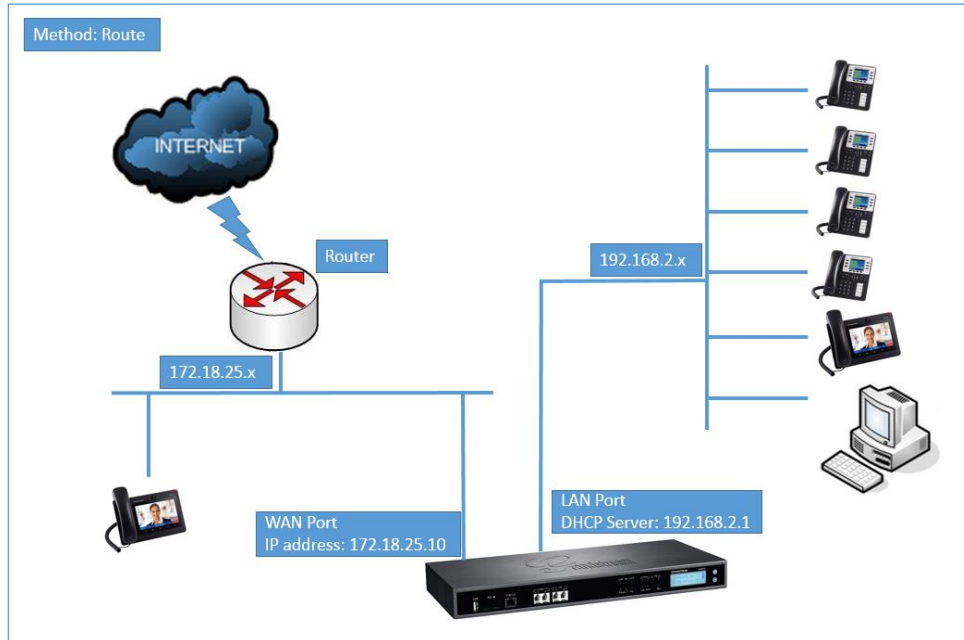 Method: Route
INTERNET
Router
192.168.2.x
172.18.25.x
WAN Port
IP address: 172.18.25.10
LAN Port
DHCP Server: 192.168.2.1